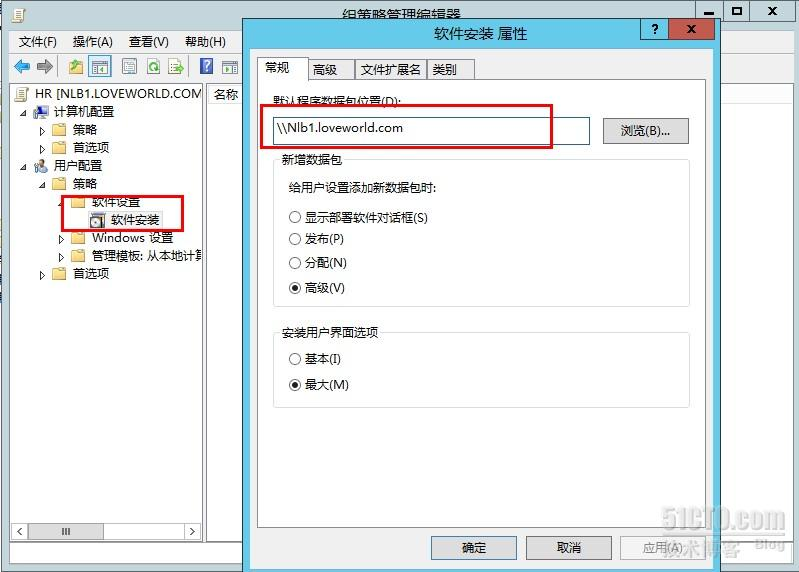 组策略管理编辑器
文件(F) 操作(A) 查看(V) 帮助(H)
HR [NLB1.LOVEWORLD.COM
计算机配置
策略
首选项
用户配置
策略
软件设置
软件安装
Windows 设置
管理模板: 从本地计算
首选项
名称
软件安装 属性
? x
常规 高级 文件扩展名 类别
默认程序数据包位置(D):
\\Nlb1.loveworld.com
浏览(B)...
新增数据包
给用户设置添加新数据包时:
显示部署软件对话框(S)
发布(P)
分配(N)
高级(V)
安装用户界面选项
基本(I)
最大(M)
确定 取消 应用(A)
51CTO.com
技术博客 Blog